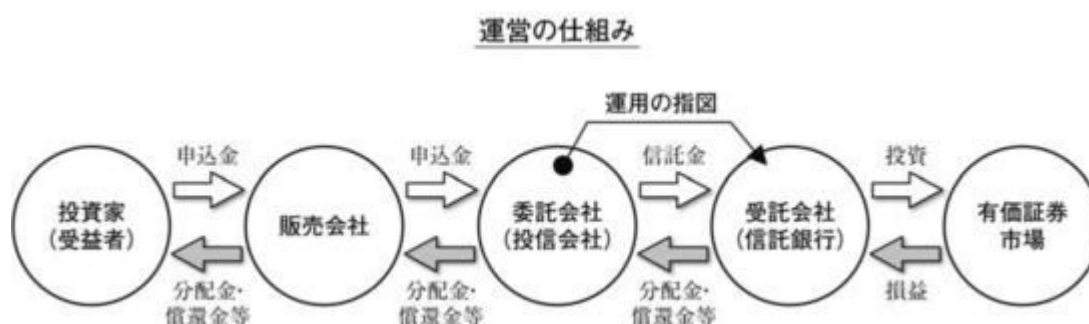 運営の仕組み
運用の指図
申込金
申込金
信託金
投資
投資家
（受益者）
販売会社
委託会社
（投信会社）
受託会社
（信託銀行）
有価証券
市場
分配金・
償還金等
分配金・
償還金等
分配金・
償還金等
損益